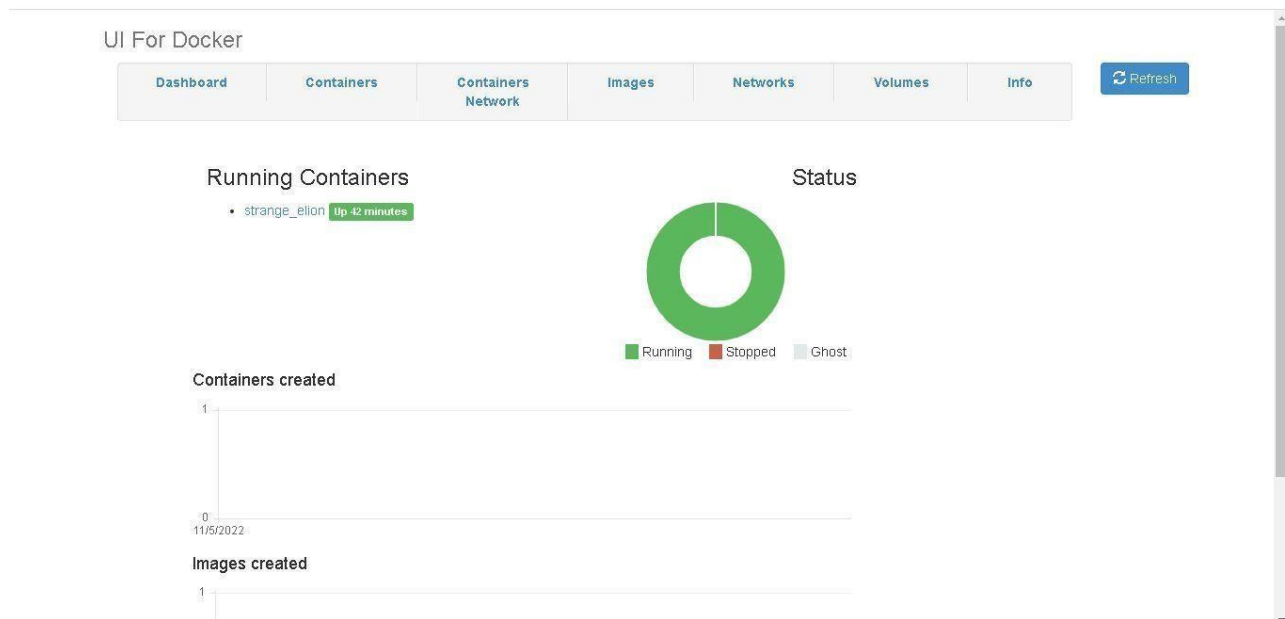 UI For Docker
Dashboard
Containers
Containers
Network
Images
Networks
Volumes
Info
Refresh
Running Containers
strange_elion Up 42 minutes
Status
Running Stopped Ghost
Containers created
1
0
11/5/2022
Images created
1